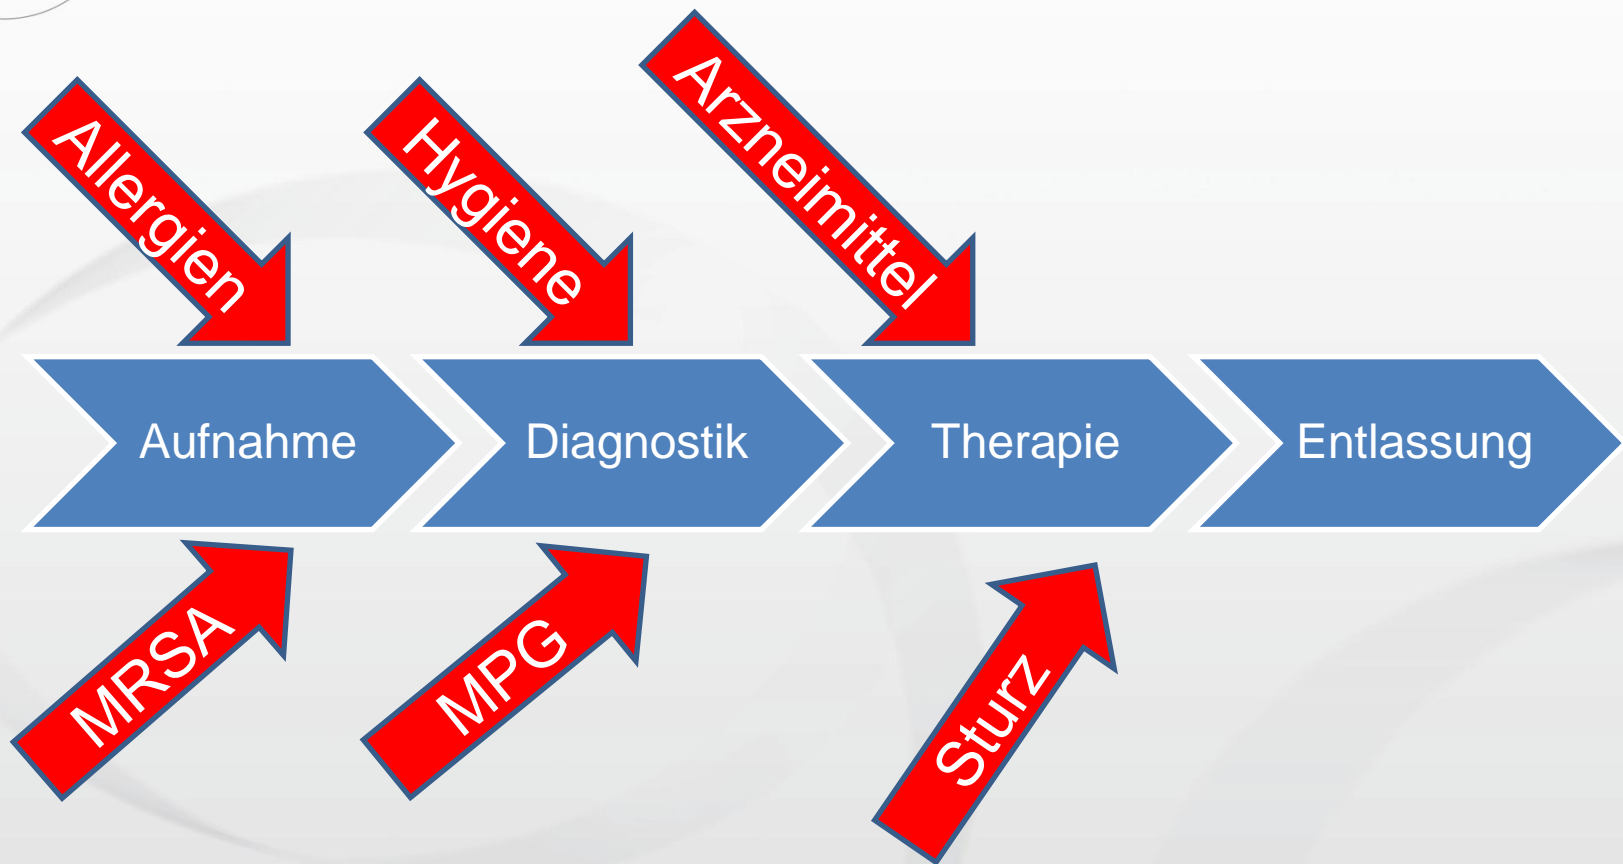 Allergien
Hygiene
Arzneimittel
Aufnahme
Diagnostik
Therapie
Entlassung
MRSA
MPG
Sturz